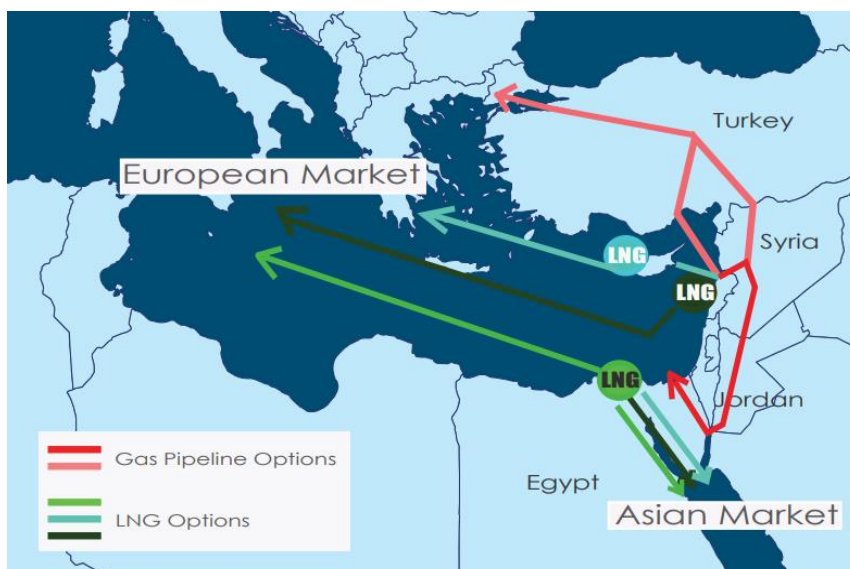 Turkey
European Market
Syria
LNG
LNG
LNG
Jordan
Gas Pipeline Options
Egypt
Asian Market
LNG Options